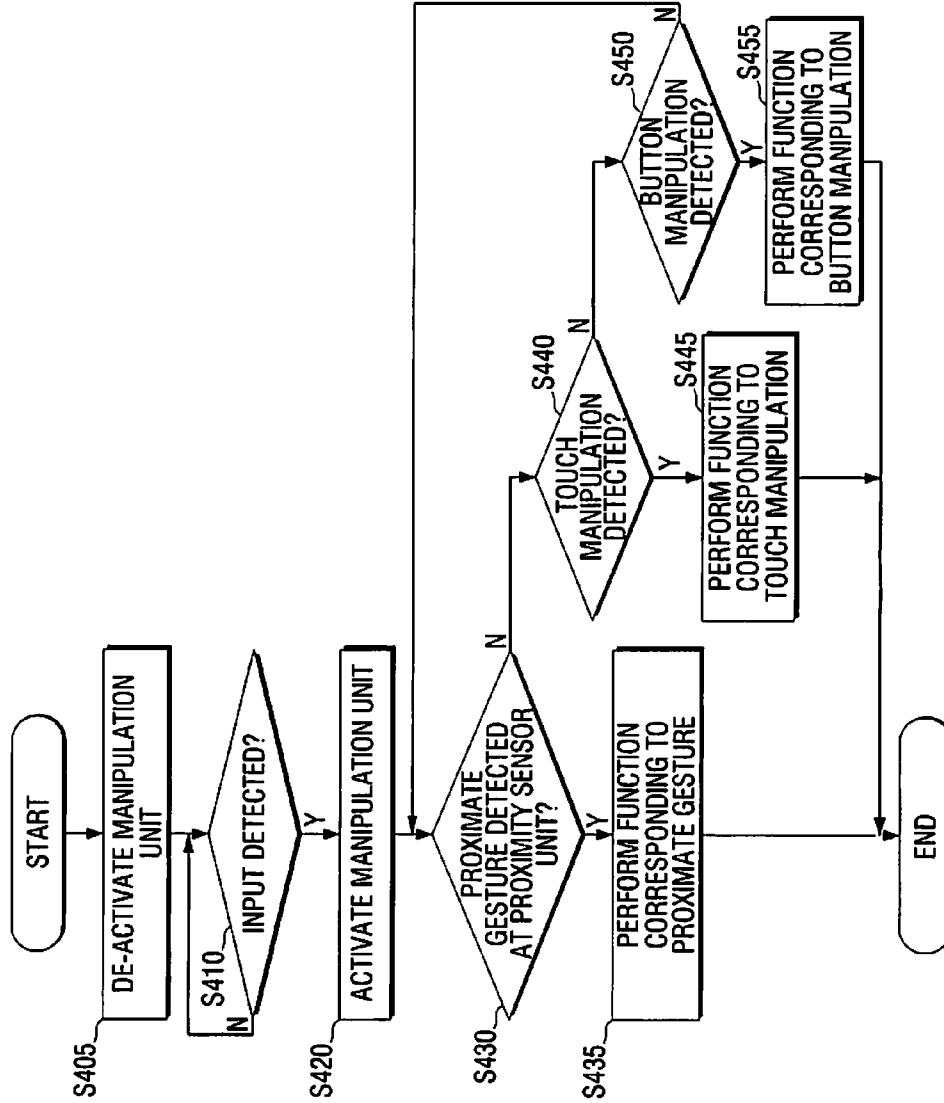 START
S405
DE-ACTIVATE MANIPULATION
UNIT
S410
INPUT DETECTED?
N
Y
S420
ACTIVATE MANIPULATION UNIT
S430
PROXIMATE
GESTURE DETECTED
AT PROXIMITY SENSOR
UNIT?
N
Y
S435
PERFORM FUNCTION
CORRESPONDING TO
PROXIMATE GESTURE
S440
TOUCH
MANIPULATION
DETECTED?
N
Y
S445
PERFORM FUNCTION
CORRESPONDING TO
TOUCH MANIPULATION
S450
BUTTON
MANIPULATION
DETECTED?
N
Y
S455
PERFORM FUNCTION
CORRESPONDING TO
BUTTON MANIPULATION
END